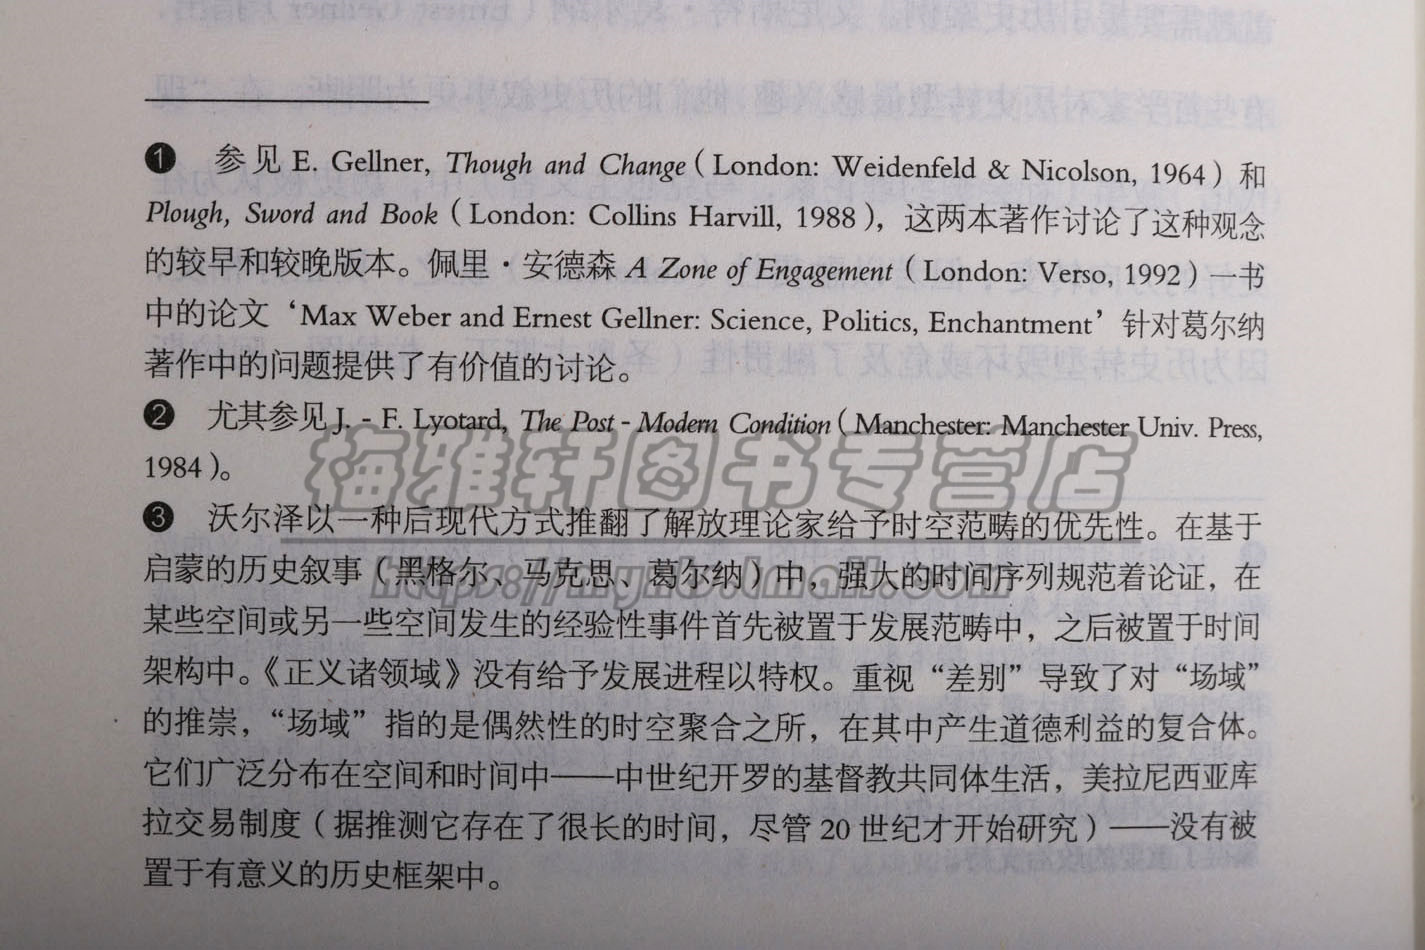 ❶ 参见 E. Gellner, Though and Change（London: Weidenfeld & Nicolson, 1964）和
Plough, Sword and Book（London: Collins Harvill, 1988），这两本著作讨论了这种观念
的较早和较晚版本。佩里·安德森 A Zone of Engagement（London: Verso, 1992）一书
中的论文‘Max Weber and Ernest Gellner: Science, Politics, Enchantment’针对葛尔纳
著作中的问题提供了有价值的讨论。
❷ 尤其参见 J. - F. Lyotard, The Post - Modern Condition（Manchester: Manchester Univ. Press,
1984）。
梅雅轩图书专营店
❸ 沃尔泽以一种后现代方式推翻了解放理论家给予时空范畴的优先性。在基于
启蒙的历史叙事（黑格尔、马克思、葛尔纳）中，强大的时间序列规范着论证，在
某些空间或另一些空间发生的经验性事件首先被置于发展范畴中，之后被置于时间
架构中。《正义诸领域》没有给予发展进程以特权。重视“差别”导致了对“场域”
的推崇，“场域”指的是偶然性的时空聚合之所，在其中产生道德利益的复合体。
它们广泛分布在空间和时间中——中世纪开罗的基督教共同体生活，美拉尼西亚库
拉交易制度（据推测它存在了很长的时间，尽管 20 世纪才开始研究）——没有被
置于有意义的历史框架中。